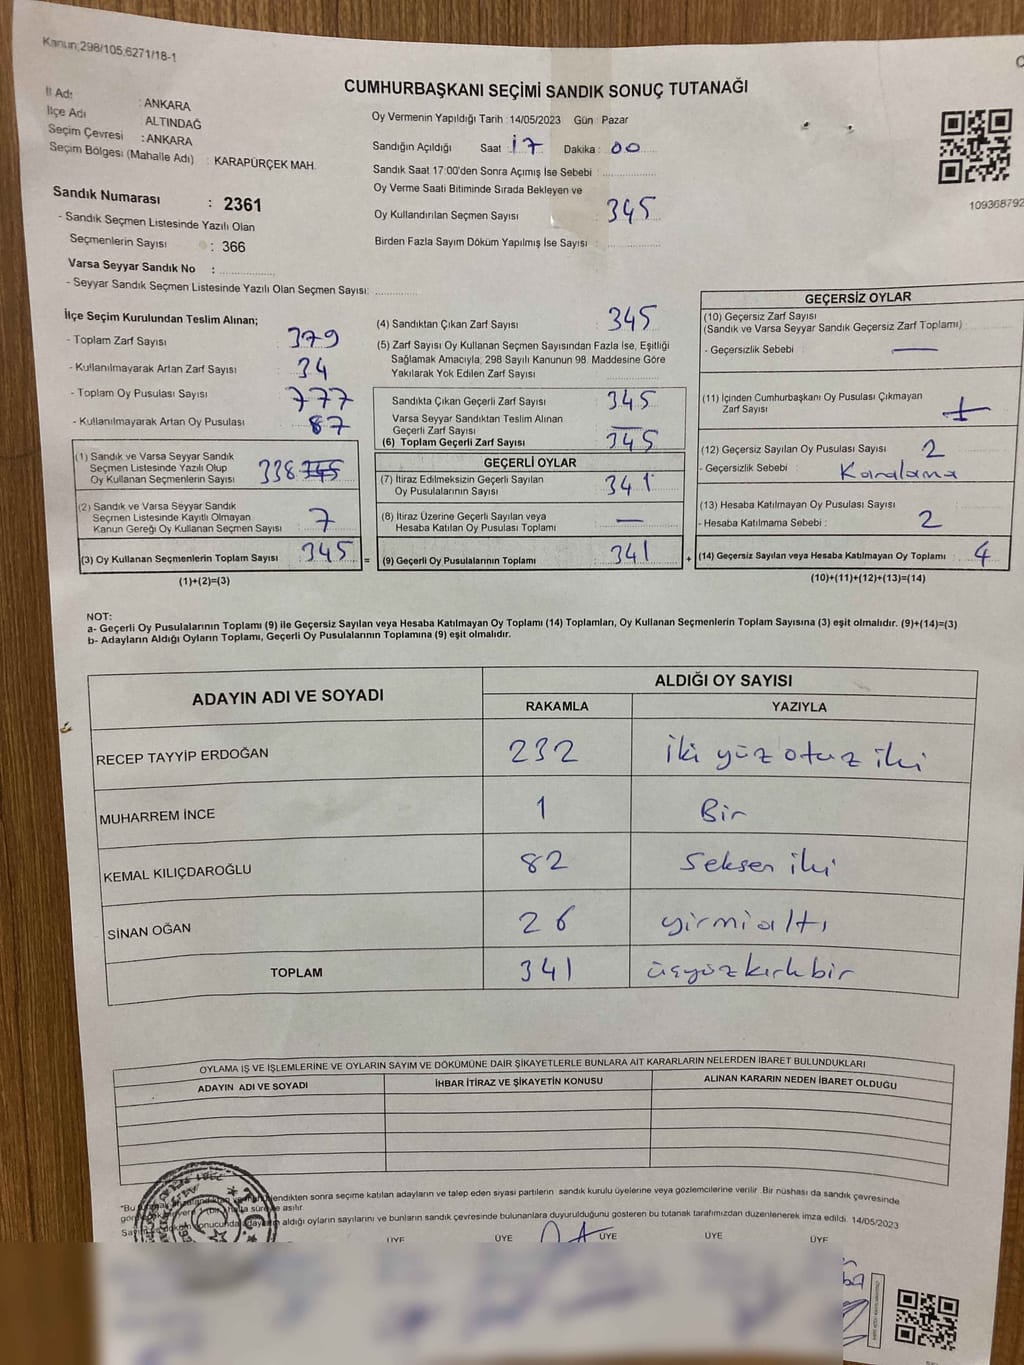 Kanun;298/105,6271/18-1
CUMHURBAŞKANI SEÇİMİ SANDIK SONUÇ TUTANAĞI
İl Adı : ANKARA
İlçe Adı : ALTINDAĞ
Seçim Çevresi : ANKARA
Seçim Bölgesi (Mahalle Adı) : KARAPÜRÇEK MAH.
Sandık Numarası : 2361
- Sandık Seçmen Listesinde Yazılı Olan
Seçmenlerin Sayısı : 366
Varsa Seyyar Sandık No :
- Seyyar Sandık Seçmen Listesinde Yazılı Olan Seçmen Sayısı:
Oy Vermenin Yapıldığı Tarih : 14/05/2023 Gün : Pazar
Sandığın Açıldığı Saat 17 Dakika : 00
Sandık Saat 17:00'den Sonra Açımış İse Sebebi :
Oy Verme Saati Bitiminde Sırada Bekleyen ve
Oy Kullandırılan Seçmen Sayısı : 345
Birden Fazla Sayım Döküm Yapılmış İse Sayısı :
109368792
İlçe Seçim Kurulundan Teslim Alınan;
- Toplam Zarf Sayısı : 379
- Kullanılmayarak Artan Zarf Sayısı : 34
- Toplam Oy Pusulası Sayısı : 777
- Kullanılmayarak Artan Oy Pusulası : 87
(1) Sandık ve Varsa Seyyar Sandık
Seçmen Listesinde Yazılı Olup
Oy Kullanan Seçmenlerin Sayısı : 338 345
(2) Sandık ve Varsa Seyyar Sandık
Seçmen Listesinde Kayıtlı Olmayan
Kanun Gereği Oy Kullanan Seçmen Sayısı : 7
(3) Oy Kullanan Seçmenlerin Toplam Sayısı : 345 =
(1)+(2)=(3)
(4) Sandıktan Çıkan Zarf Sayısı : 345
(5) Zarf Sayısı Oy Kullanan Seçmen Sayısından Fazla İse, Eşitliği
Sağlamak Amacıyla, 298 Sayılı Kanunun 98. Maddesine Göre
Yakılarak Yok Edilen Zarf Sayısı :
Sandıkta Çıkan Geçerli Zarf Sayısı : 345
Varsa Seyyar Sandıktan Teslim Alınan
Geçerli Zarf Sayısı : —
(6) Toplam Geçerli Zarf Sayısı : 345
GEÇERLİ OYLAR
(7) İtiraz Edilmeksizin Geçerli Sayılan
Oy Pusulalarının Sayısı : 341
(8) İtiraz Üzerine Geçerli Sayılan veya
Hesaba Katılan Oy Pusulası Toplamı : —
(9) Geçerli Oy Pusulalarının Toplamı : 341 +
GEÇERSİZ OYLAR
(10) Geçersiz Zarf Sayısı
(Sandık ve Varsa Seyyar Sandık Geçersiz Zarf Toplamı) :
- Geçersizlik Sebebi : —
(11) İçinden Cumhurbaşkanı Oy Pusulası Çıkmayan
Zarf Sayısı :
(12) Geçersiz Sayılan Oy Pusulası Sayısı : 2
- Geçersizlik Sebebi : Karalama
(13) Hesaba Katılmayan Oy Pusulası Sayısı
- Hesaba Katılmama Sebebi : 2
(14) Geçersiz Sayılan veya Hesaba Katılmayan Oy Toplamı : 4
(10)+(11)+(12)+(13)=(14)
NOT:
a- Geçerli Oy Pusulalarının Toplamı (9) ile Geçersiz Sayılan veya Hesaba Katılmayan Oy Toplamı (14) Toplamları, Oy Kullanan Seçmenlerin Toplam Sayısına (3) eşit olmalıdır. (9)+(14)=(3)
b- Adayların Aldığı Oyların Toplamı, Geçerli Oy Pusulalarının Toplamına (9) eşit olmalıdır.
ADAYIN ADI VE SOYADI ALDIĞI OY SAYISI
RAKAMLA YAZIYLA
RECEP TAYYİP ERDOĞAN 232 iki yüz otuz iki
MUHARREM İNCE 1 Bir
KEMAL KILIÇDAROĞLU 82 Seksen iki
SİNAN OĞAN 26 yirmi altı
TOPLAM 341 üçyüzkırkbir
OYLAMA İŞ VE İŞLEMLERİNE VE OYLARIN SAYIM VE DÖKÜMÜNE DAİR ŞİKAYETLERLE BUNLARA AİT KARARLARIN NELERDEN İBARET BULUNDUKLARI
ADAYIN ADI VE SOYADI İHBAR İTİRAZ VE ŞİKAYETİN KONUSU ALINAN KARARIN NEDEN İBARET OLDUĞU
"Bu lendikten sonra seçime katılan adayların ve talep eden siyasi partilerin sandık kurulu üyelerine veya gözlemcilerine verilir. Bir nüshası da sandık çevresinde
süreyle asılır.
aldığı oyların sayılarını ve bunların sandık çevresinde bulunanlara duyurulduğunu gösteren bu tutanak tarafımızdan düzenlenerek imza edildi. 14/05/2023
ÜYE ÜYE ÜYE ÜYE ÜYE